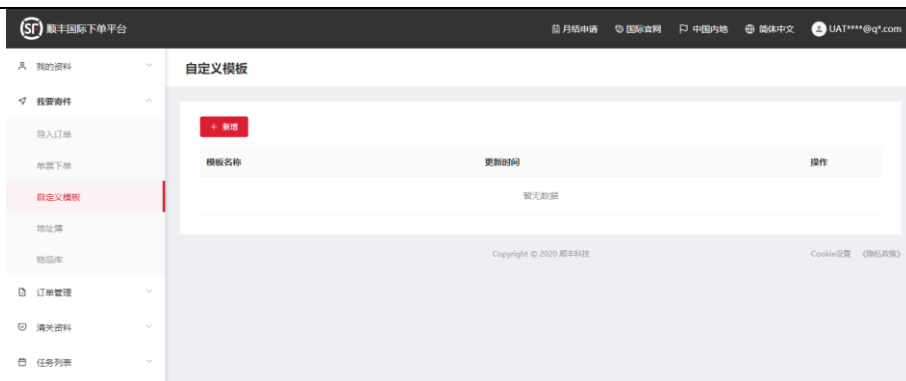 SF 顺丰国际下单平台
月结申请 国际官网 中国内地 简体中文 UAT****@q*.com
我的资料
我要寄件
导入订单
单票下单
自定义模板
地址簿
物品库
订单管理
清关资料
任务列表
自定义模板
+ 新增
模板名称 更新时间 操作
暂无数据
Copyright © 2020 顺丰科技
Cookie设置 《隐私政策》